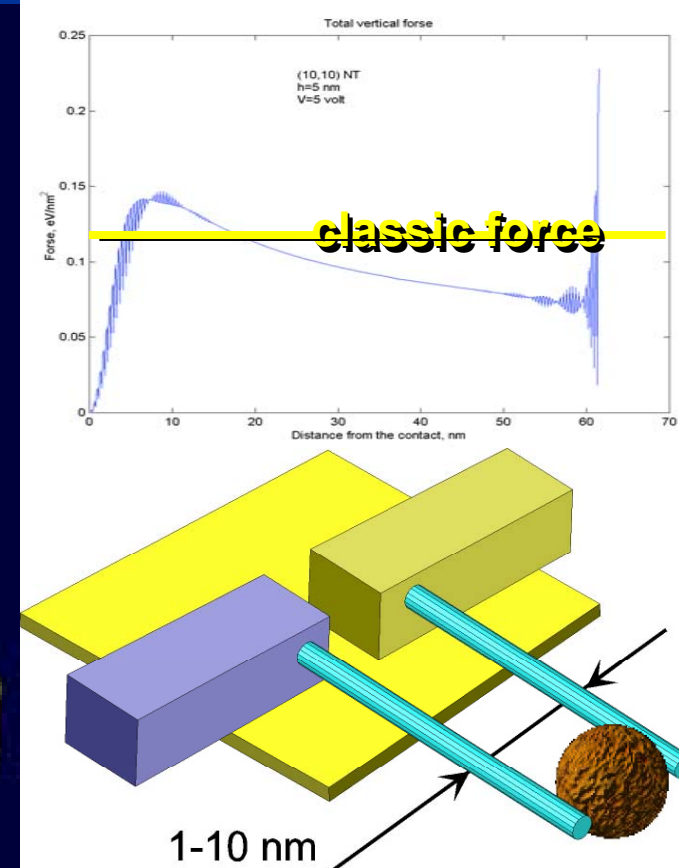 Total vertical forse
0.25
0.2
0.15
0.1
0.05
0
(10,10) NT
h=5 nm
V=5 volt
classic force
Forse, eV/nm²
0 10 20 30 40 50 60 70
Distance from the contact, nm
1-10 nm